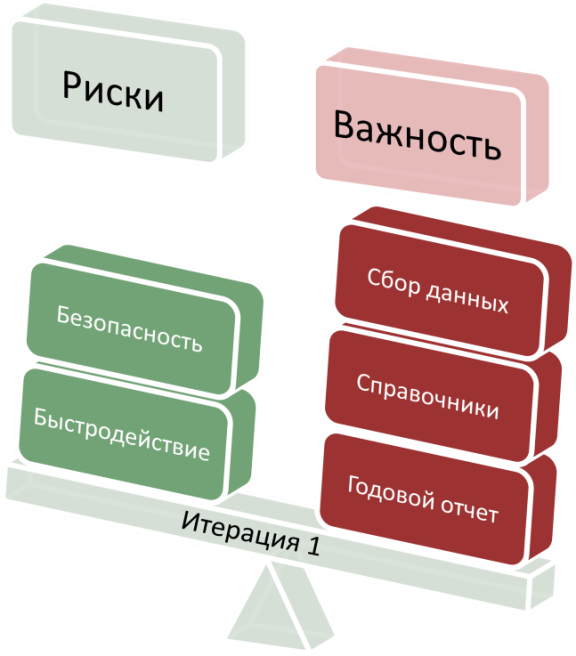 Риски
Важность
Безопасность
Быстродействие
Сбор данных
Справочники
Годовой отчет
Итерация 1